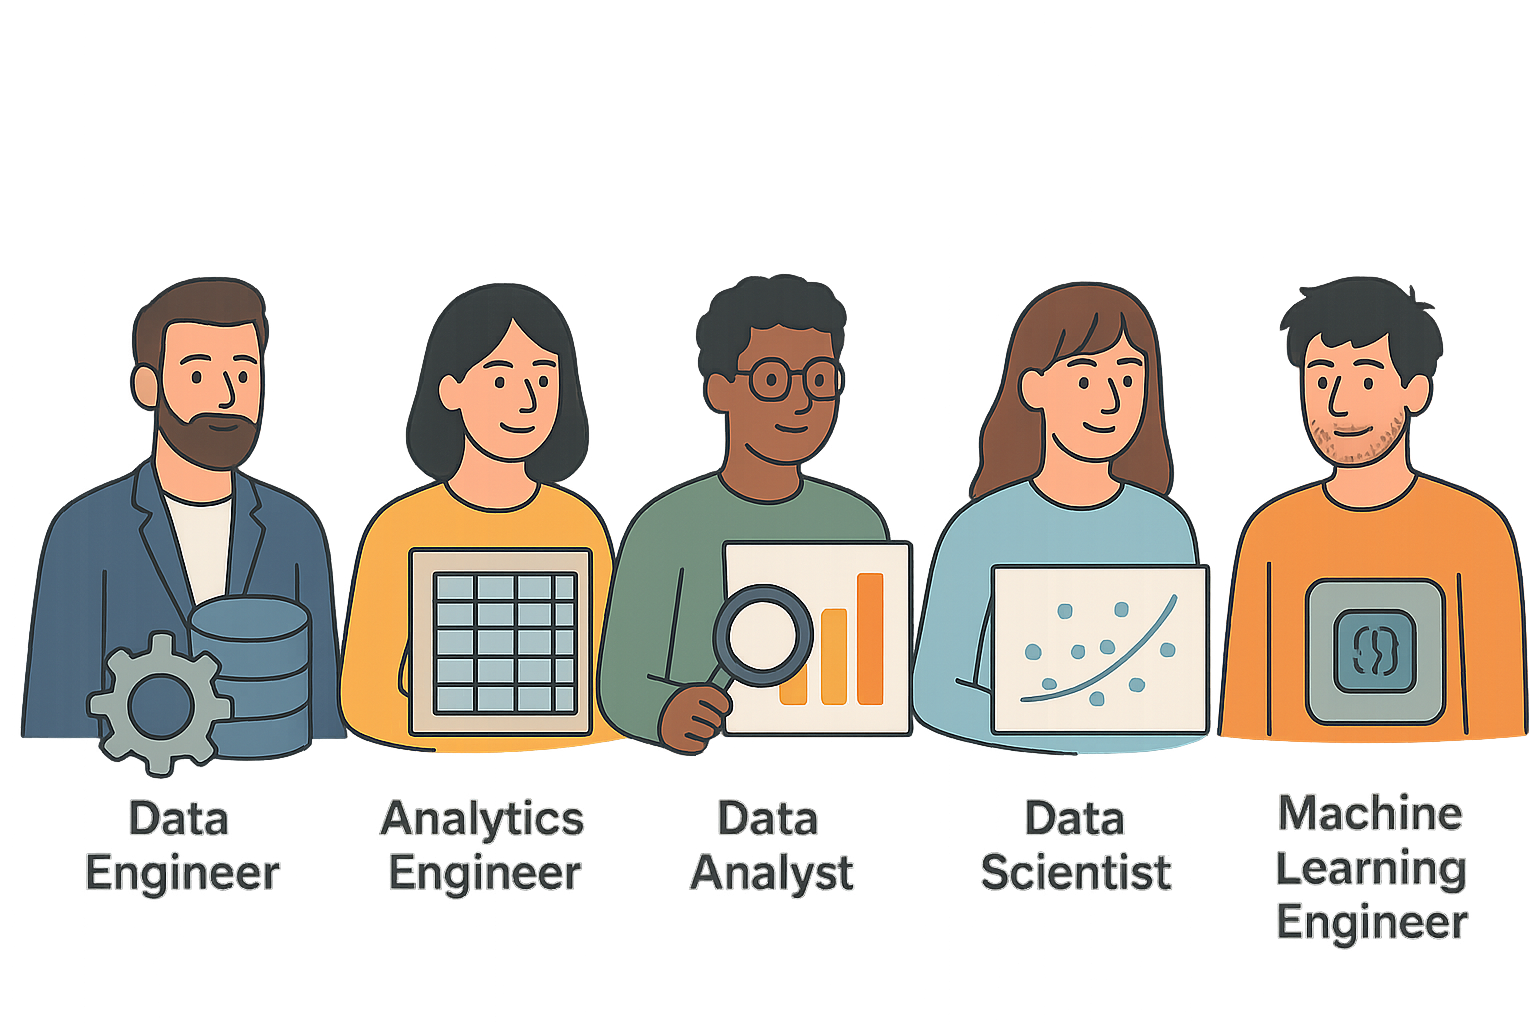 Data
Engineer
Analytics
Engineer
Data
Analyst
Data
Scientist
Machine
Learning
Engineer